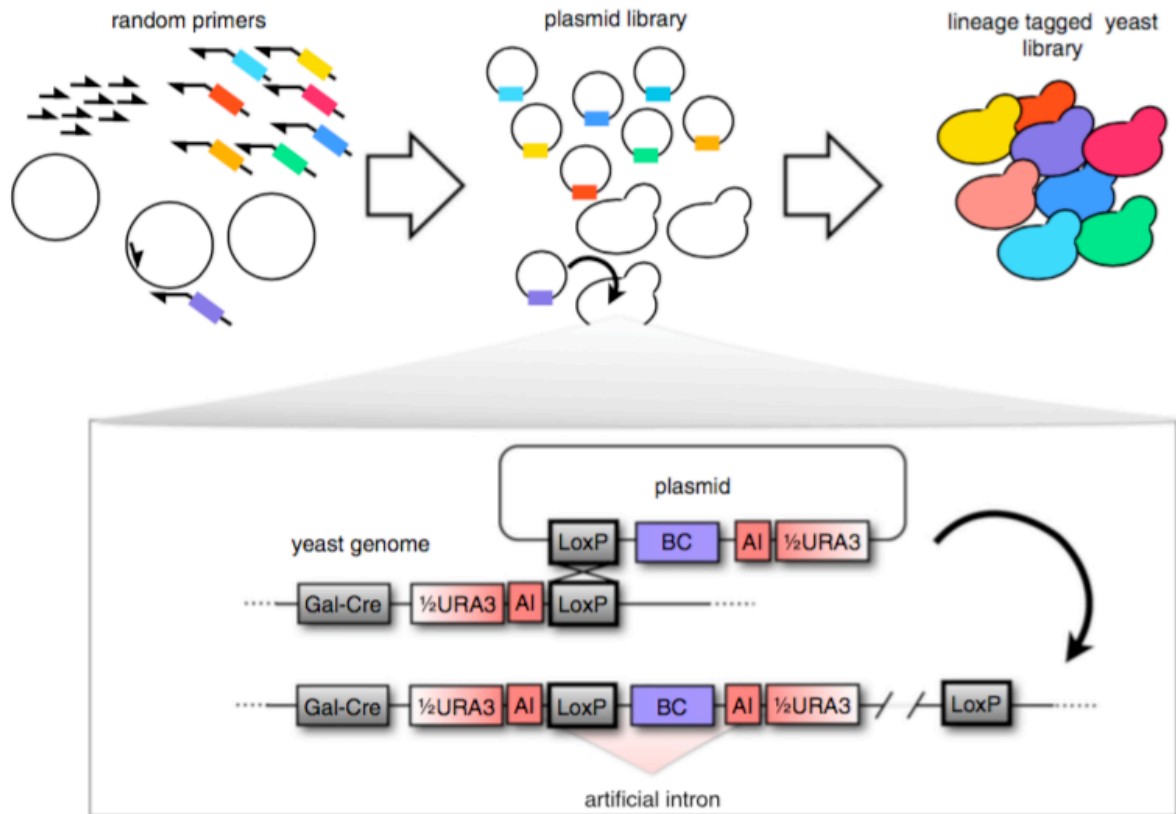 random primers
plasmid library
lineage tagged yeast
library
plasmid
LoxP BC AI ½URA3
yeast genome
Gal-Cre ½URA3 AI LoxP
Gal-Cre ½URA3 AI LoxP BC AI ½URA3 LoxP
artificial intron